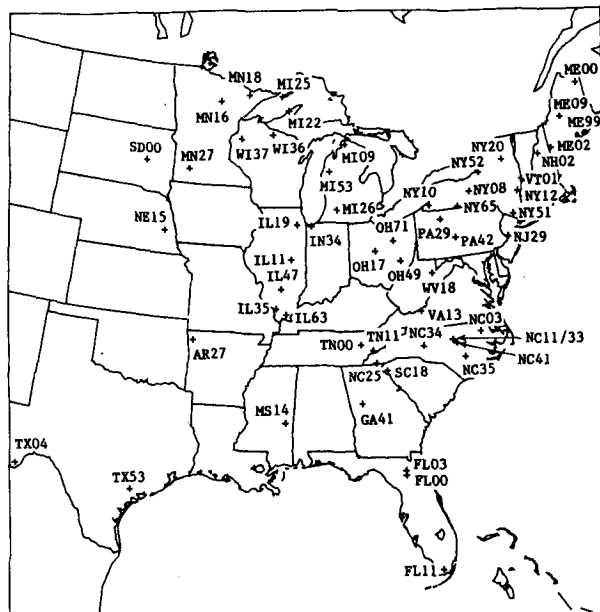 ME00
MN18
MI25
MN16
ME09
ME99
MI22
SD00
WI37
WI36
MI09
NY20
ME02
NH02
MN27
NY52
MI53
VT01
NY10
NY08
NY12
NE15
MI26
NY65
NY51
IL19
OH71
PA29
IN34
PA42
NJ29
IL11
OH17
OH49
IL47
WV18
IL35
IL63
VA13
NC03
AR27
TN00
TN11
NC34
NC11/33
NC41
NC25
SC18
NC35
MS14
GA41
TX04
FL03
TX53
FL00
FL11